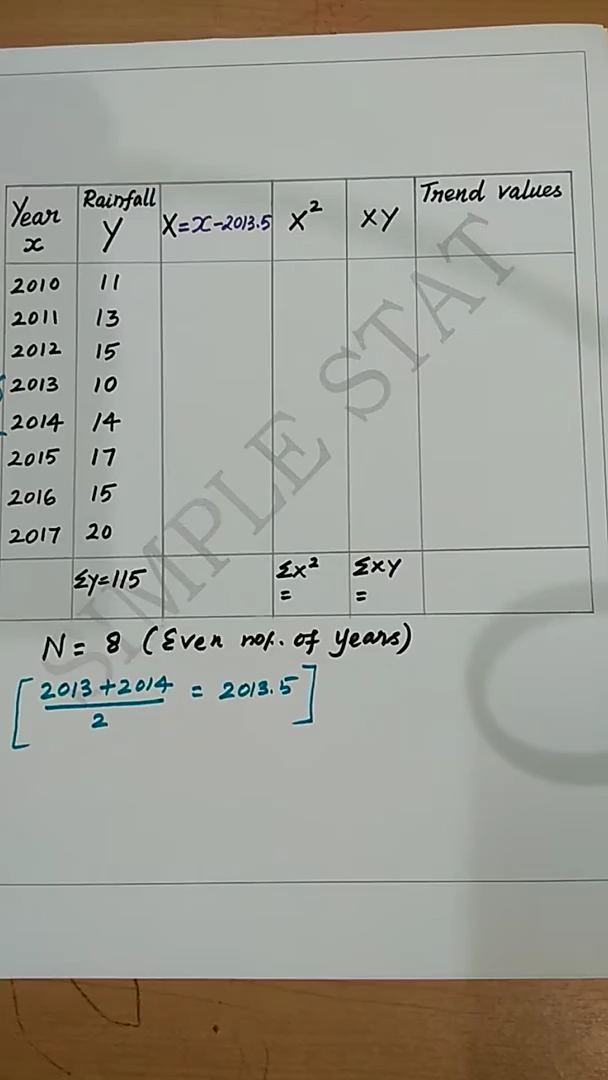 Year x | Rainfall Y | X=x-2013.5 | X² | XY | Trend values
2010 11
2011 13
2012 15
2013 10
2014 14
2015 17
2016 15
2017 20
Σy=115 Σx²= Σxy=
N = 8 (Even no/. of years)
[2013+2014/2 = 2013.5]
SIMPLE STAT